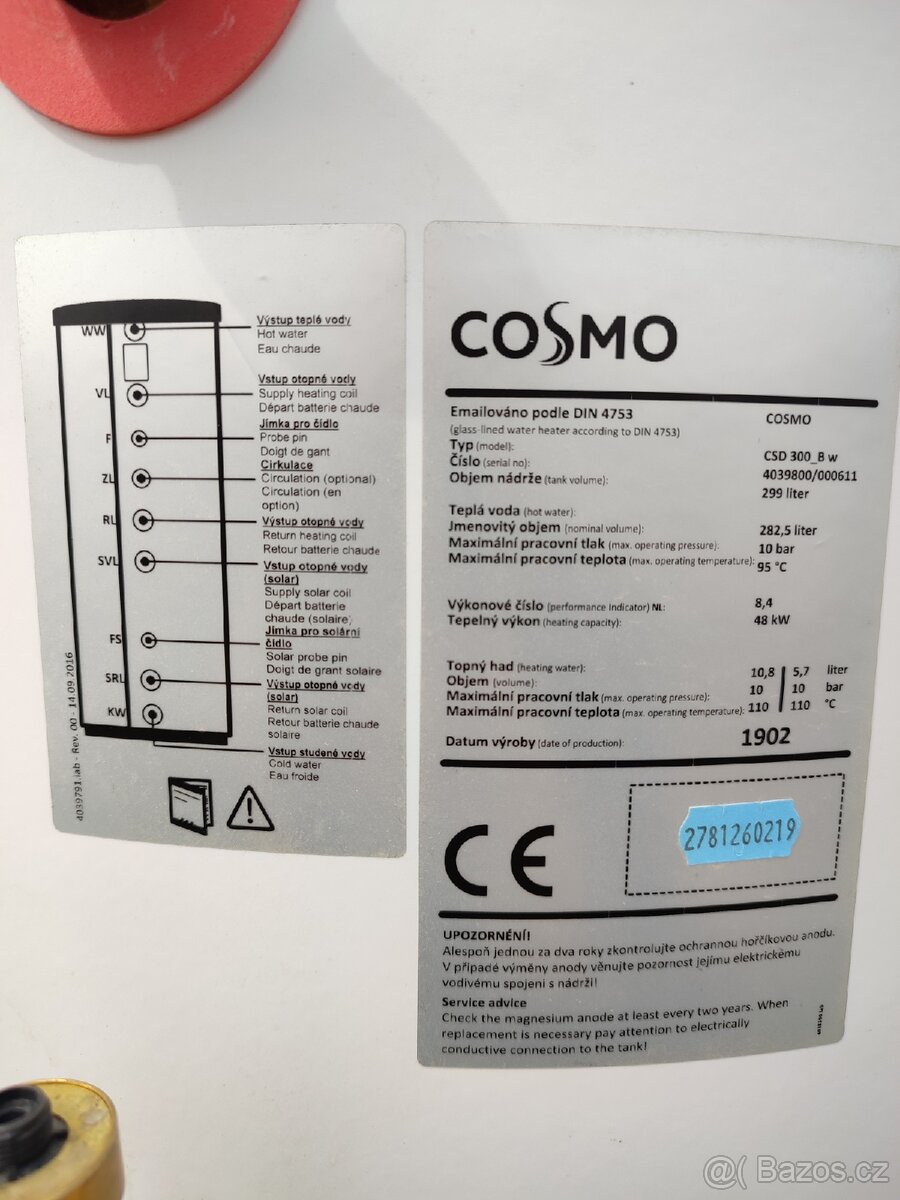 WW
Výstup teplé vody
Hot water
Eau chaude
VL
Vstup otopné vody
Supply heating coil
Départ batterie chaude
F
Jímka pro čidlo
Probe pin
Doigt de gant
ZL
Cirkulace
Circulation (optional)
Circulation (en
option)
RL
Výstup otopné vody
Return heating coil
Retour batterie chaude
SVL
Vstup otopné vody
(solar)
Supply solar coil
Départ batterie
chaude (solaire)
FS
Jímka pro solární
čidlo
Solar probe pin
Doigt de grant solaire
SRL
Výstup otopné vody
(solar)
Return solar coil
Retour batterie chaude
solaire
KW
Vstup studené vody
Cold water
Eau froide
4039791.lab - Rev. 00 - 14.09.2016
COSMO
Emailováno podle DIN 4753 COSMO
(glass-lined water heater according to DIN 4753)
Typ (model): CSD 300_B w
Číslo (serial no): 4039800/000611
Objem nádrže (tank volume): 299 liter
Teplá voda (hot water):
Jmenovitý objem (nominal volume): 282,5 liter
Maximální pracovní tlak (max. operating pressure): 10 bar
Maximální pracovní teplota (max. operating temperature): 95 °C
Výkonové číslo (performance indicator) NL: 8,4
Tepelný výkon (heating capacity): 48 kW
Topný had (heating water):
Objem (volume): 10,8 5,7 liter
Maximální pracovní tlak (max. operating pressure): 10 10 bar
Maximální pracovní teplota (max. operating temperature): 110 110 °C
Datum výroby (date of production): 1902
CE
2781260219
UPOZORNÉNÍ!
Alespoň jednou za dva roky zkontrolujte ochrannou hořčíkovou anodu.
V případě výměny anody věnujte pozornost jejímu elektrickému
vodivému spojeni s nádrži!
Service advice
Check the magnesium anode at least every two years. When
replacement is necessary pay attention to electrically
conductive connection to the tank!
@ Bazos.cz